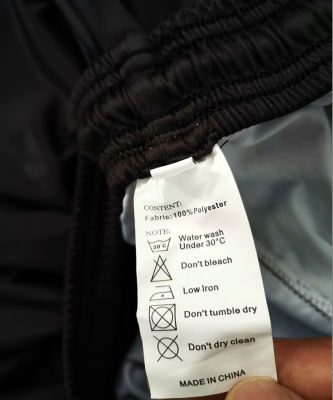 CONTENT:
Fabric:100%Polyester
NOTE:
30°C
Water wash
Under 30°C
Don't bleach
Low Iron
Don't tumble dry
Don't dry clean
MADE IN CHINA